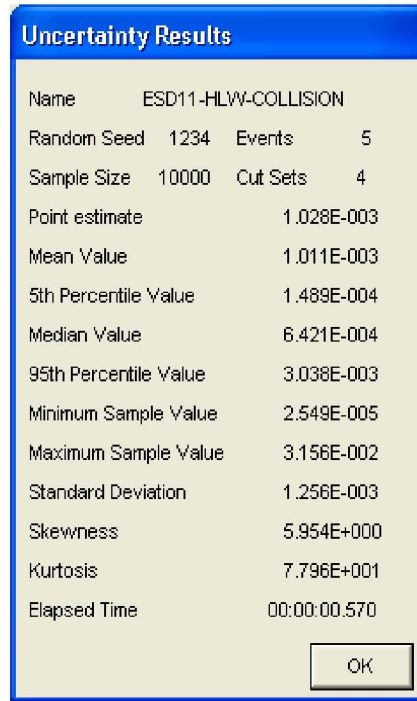 Uncertainty Results
Name ESD11-HLW-COLLISION
Random Seed 1234 Events 5
Sample Size 10000 Cut Sets 4
Point estimate 1.028E-003
Mean Value 1.011E-003
5th Percentile Value 1.489E-004
Median Value 6.421E-004
95th Percentile Value 3.038E-003
Minimum Sample Value 2.549E-005
Maximum Sample Value 3.156E-002
Standard Deviation 1.256E-003
Skewness 5.954E+000
Kurtosis 7.796E+001
Elapsed Time 00:00:00.570
OK